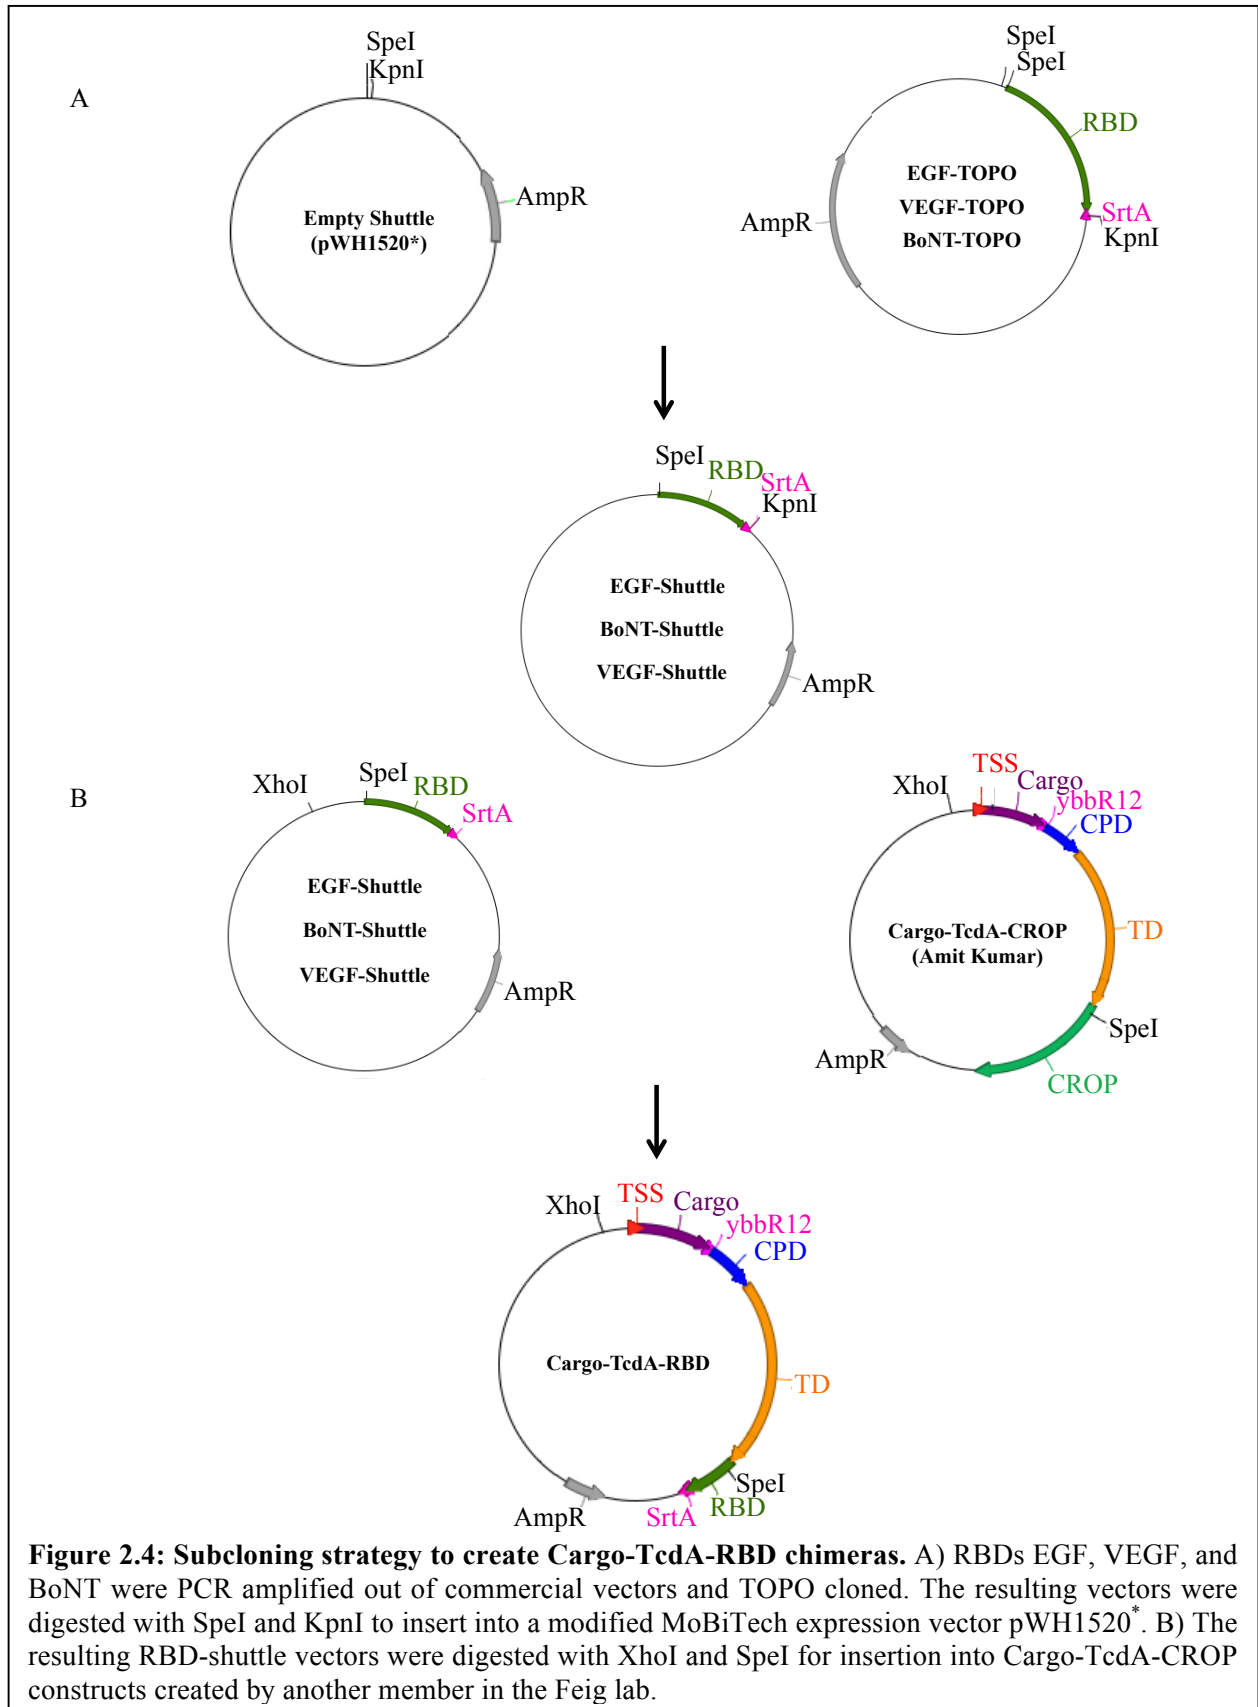 A
SpeI
KpnI
AmpR
Empty Shuttle
(pWH1520*)
SpeI
SpeI
RBD
SrtA
KpnI
AmpR
EGF-TOPO
VEGF-TOPO
BoNT-TOPO
SpeI
RBD
SrtA
KpnI
EGF-Shuttle
BoNT-Shuttle
VEGF-Shuttle
AmpR
B
XhoI
SpeI
RBD
SrtA
EGF-Shuttle
BoNT-Shuttle
VEGF-Shuttle
AmpR
XhoI
TSS
Cargo
ybbR12
CPD
TD
Cargo-TcdA-CROP
(Amit Kumar)
SpeI
AmpR
CROP
XhoI
TSS
Cargo
ybbR12
CPD
Cargo-TcdA-RBD
TD
SpeI
RBD
SrtA
AmpR
Figure 2.4: Subcloning strategy to create Cargo-TcdA-RBD chimeras. A) RBDs EGF, VEGF, and
BoNT were PCR amplified out of commercial vectors and TOPO cloned. The resulting vectors were
digested with SpeI and KpnI to insert into a modified MoBiTech expression vector pWH1520*. B) The
resulting RBD-shuttle vectors were digested with XhoI and SpeI for insertion into Cargo-TcdA-CROP
constructs created by another member in the Feig lab.